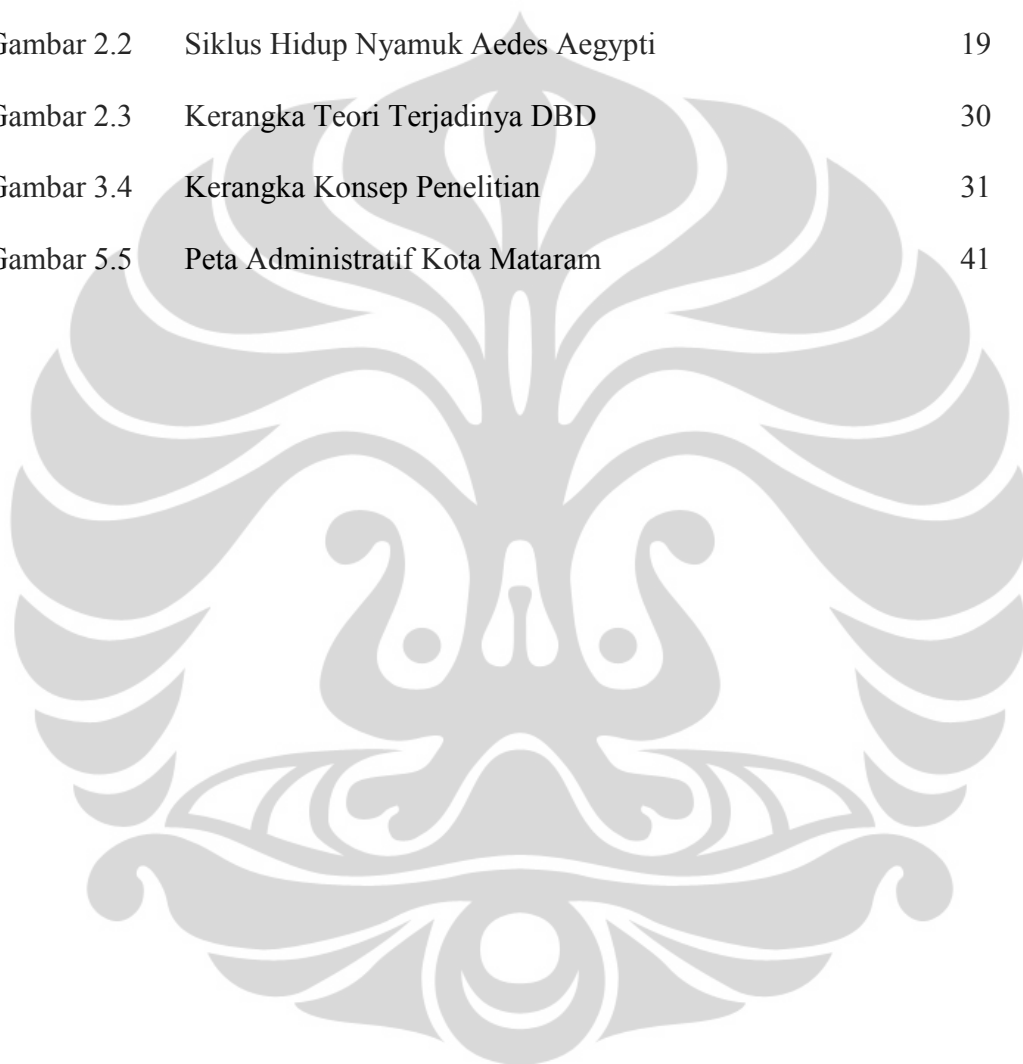 Gambar 2.2 Siklus Hidup Nyamuk Aedes Aegypti 19
Gambar 2.3 Kerangka Teori Terjadinya DBD 30
Gambar 3.4 Kerangka Konsep Penelitian 31
Gambar 5.5 Peta Administratif Kota Mataram 41